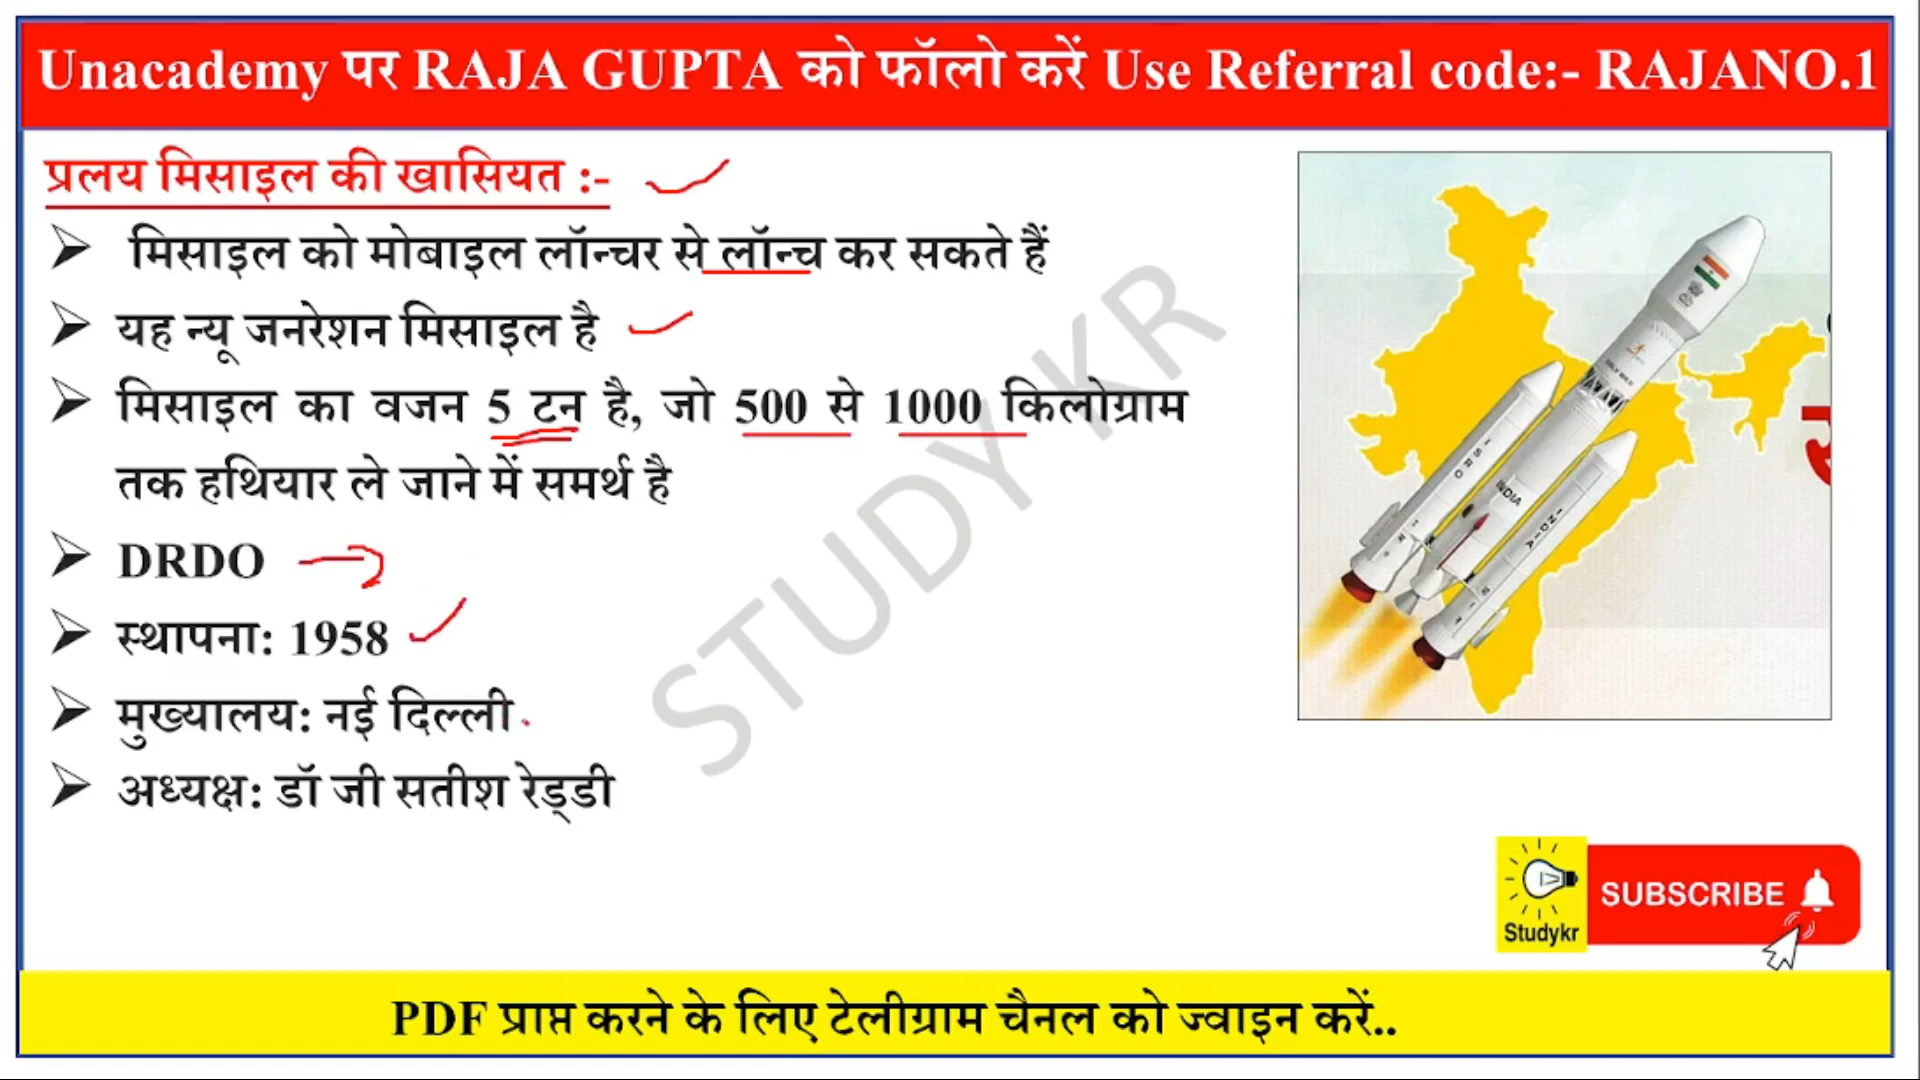 Unacademy पर RAJA GUPTA को फॉलो करें Use Referral code:- RAJANO.1
प्रलय मिसाइल की खासियत :-
मिसाइल को मोबाइल लॉन्चर से लॉन्च कर सकते हैं
यह न्यू जनरेशन मिसाइल है
मिसाइल का वजन 5 टन है, जो 500 से 1000 किलोग्राम
तक हथियार ले जाने में समर्थ है
DRDO
स्थापना: 1958
मुख्यालय: नई दिल्ली
अध्यक्ष: डॉ जी सतीश रेड्डी
STUDY KR
ISRO
INDIA
INDIA
SUBSCRIBE
Studykr
PDF प्राप्त करने के लिए टेलीग्राम चैनल को ज्वाइन करें..